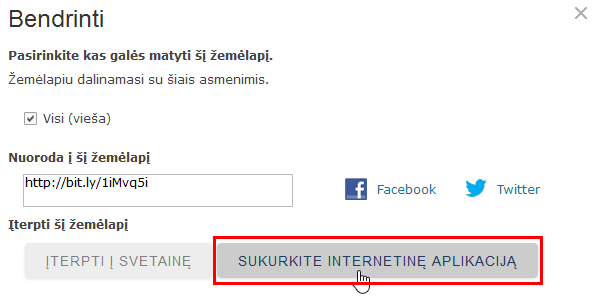 Bendrinti
Pasirinkite kas galės matyti šį žemėlapį.
Žemėlapiu dalinamasi su šiais asmenimis.
Visi (vieša)
Nuoroda į šį žemėlapį
http://bit.ly/1iMvq5i
Facebook
Twitter
Įterpti šį žemėlapį
ĮTERPTI Į SVETAINĘ
SUKURKITE INTERNETINĘ APLIKACIJĄ